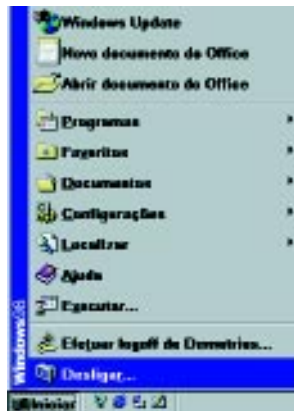 Windows Update
Novo documento do Office
Abrir documento do Office
Programas
Favoritos
Documentos
Configurações
Localizar
Ajuda
Executar...
Efetuar logoff de Demetrius...
Desligar...
Windows98
Iniciar